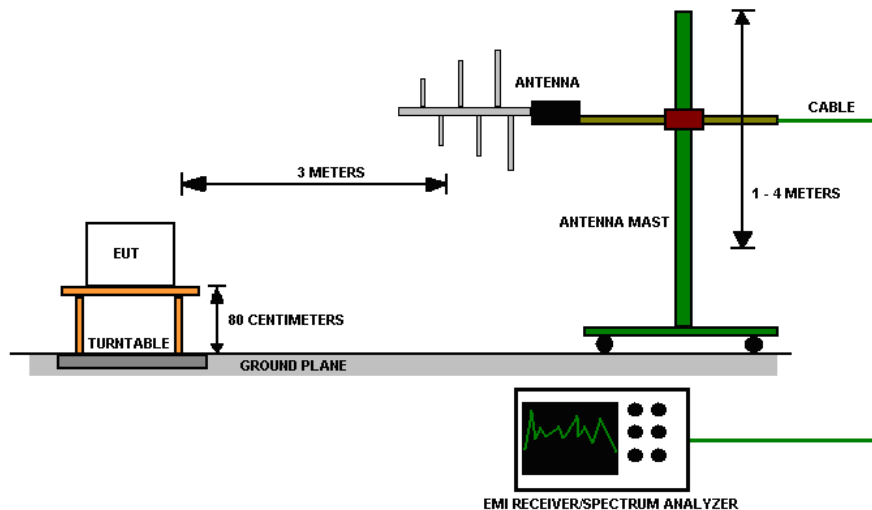 ANTENNA
CABLE
3 METERS
1 - 4 METERS
ANTENNA MAST
EUT
80 CENTIMETERS
TURNTABLE
GROUND PLANE
EMI RECEIVER/SPECTRUM ANALYZER